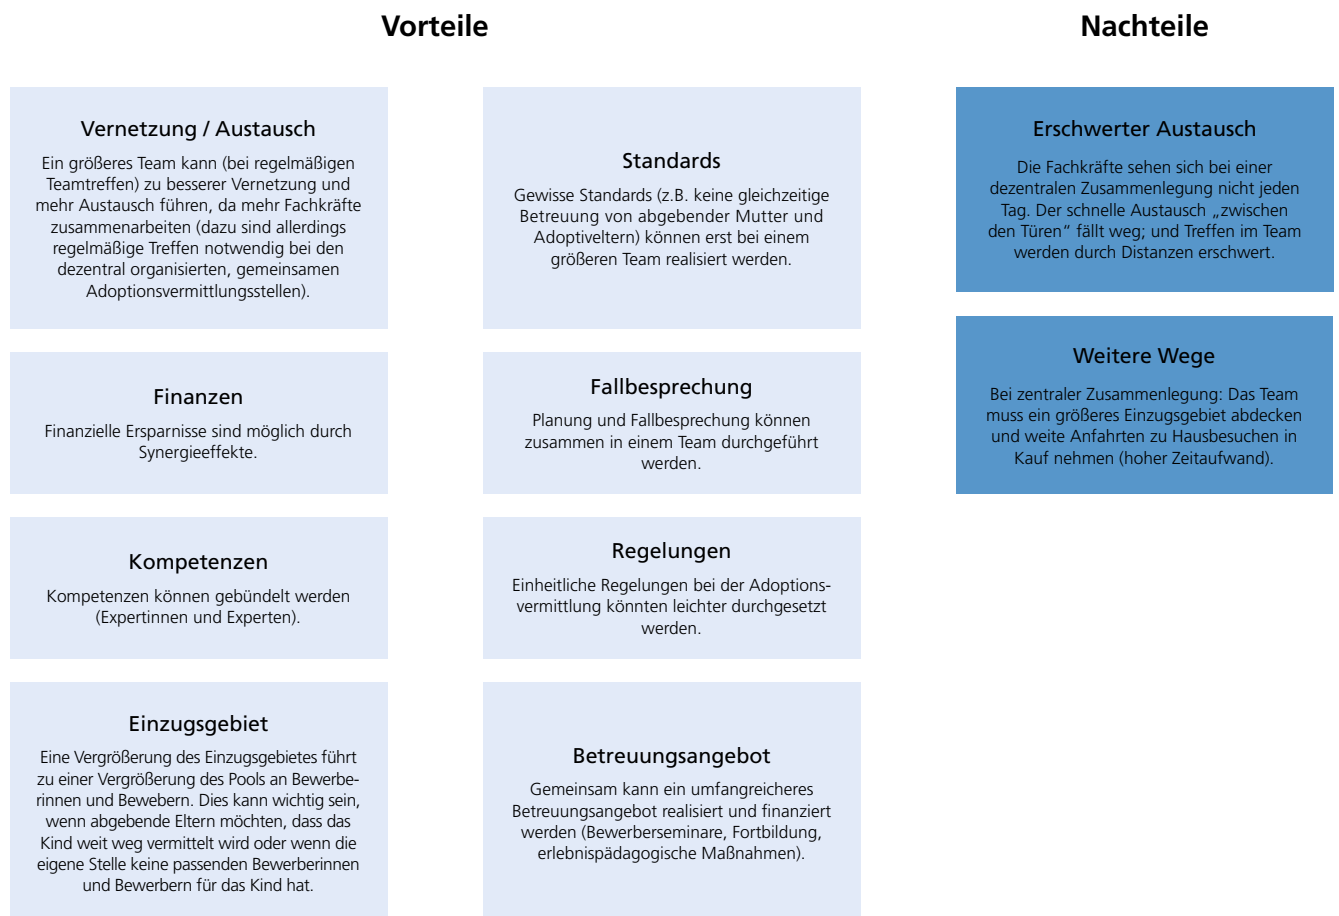 Vorteile
Nachteile
Vernetzung / Austausch
Ein größeres Team kann (bei regelmäßigen
Teamtreffen) zu besserer Vernetzung und
mehr Austausch führen, da mehr Fachkräfte
zusammenarbeiten (dazu sind allerdings
regelmäßige Treffen notwendig bei den
dezentral organisierten, gemeinsamen
Adoptionsvermittlungsstellen).
Standards
Gewisse Standards (z.B. keine gleichzeitige
Betreuung von abgebender Mutter und
Adoptiveltern) können erst bei einem
größeren Team realisiert werden.
Erschwerter Austausch
Die Fachkräfte sehen sich bei einer
dezentralen Zusammenlegung nicht jeden
Tag. Der schnelle Austausch „zwischen
den Türen“ fällt weg; und Treffen im Team
werden durch Distanzen erschwert.
Finanzen
Finanzielle Ersparnisse sind möglich durch
Synergieeffekte.
Fallbesprechung
Planung und Fallbesprechung können
zusammen in einem Team durchgeführt
werden.
Weitere Wege
Bei zentraler Zusammenlegung: Das Team
muss ein größeres Einzugsgebiet abdecken
und weite Anfahrten zu Hausbesuchen in
Kauf nehmen (hoher Zeitaufwand).
Kompetenzen
Kompetenzen können gebündelt werden
(Expertinnen und Experten).
Regelungen
Einheitliche Regelungen bei der Adoptions-
vermittlung könnten leichter durchgesetzt
werden.
Einzugsgebiet
Eine Vergrößerung des Einzugsgebietes führt
zu einer Vergrößerung des Pools an Bewerbe-
rinnen und Bewebern. Dies kann wichtig sein,
wenn abgebende Eltern möchten, dass das
Kind weit weg vermittelt wird oder wenn die
eigene Stelle keine passenden Bewerberinnen
und Bewerbern für das Kind hat.
Betreuungsangebot
Gemeinsam kann ein umfangreicheres
Betreuungsangebot realisiert und finanziert
werden (Bewerberseminare, Fortbildung,
erlebnispädagogische Maßnahmen).